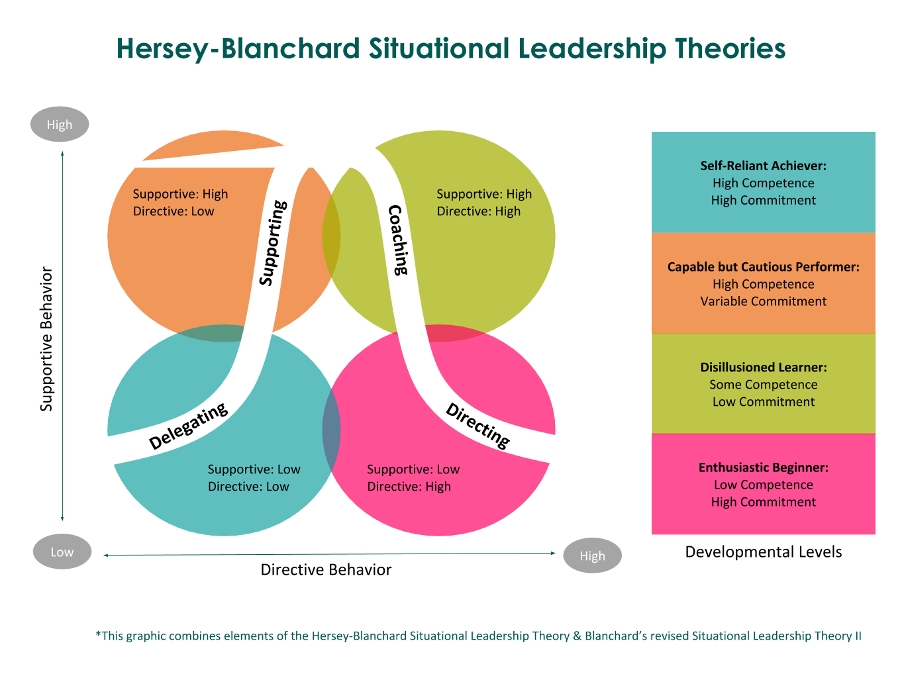 Hersey-Blanchard Situational Leadership Theories
High
Supportive: High
Directive: Low
Supporting
Supportive: High
Directive: High
Coaching
Supportive Behavior
Delegating
Supportive: Low
Directive: Low
Directing
Supportive: Low
Directive: High
Low
High
Directive Behavior
Self-Reliant Achiever:
High Competence
High Commitment
Capable but Cautious Performer:
High Competence
Variable Commitment
Disillusioned Learner:
Some Competence
Low Commitment
Enthusiastic Beginner:
Low Competence
High Commitment
Developmental Levels
*This graphic combines elements of the Hersey-Blanchard Situational Leadership Theory & Blanchard's revised Situational Leadership Theory II